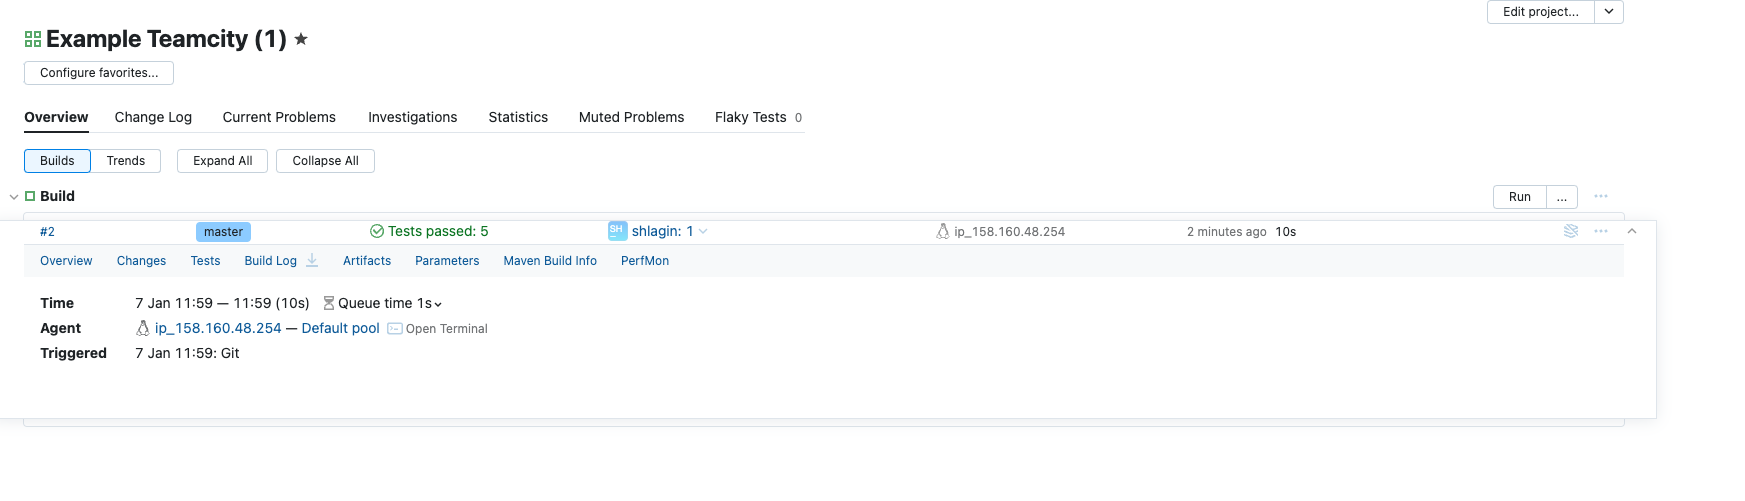 Edit project...
Example Teamcity (1)
Configure favorites...
Overview Change Log Current Problems Investigations Statistics Muted Problems Flaky Tests 0
Builds Trends Expand All Collapse All
Build Run ...
#2 master Tests passed: 5 SH shlagin: 1 ip_158.160.48.254 2 minutes ago 10s
Overview Changes Tests Build Log Artifacts Parameters Maven Build Info PerfMon
Time 7 Jan 11:59 — 11:59 (10s) Queue time 1s
Agent ip_158.160.48.254 — Default pool Open Terminal
Triggered 7 Jan 11:59: Git